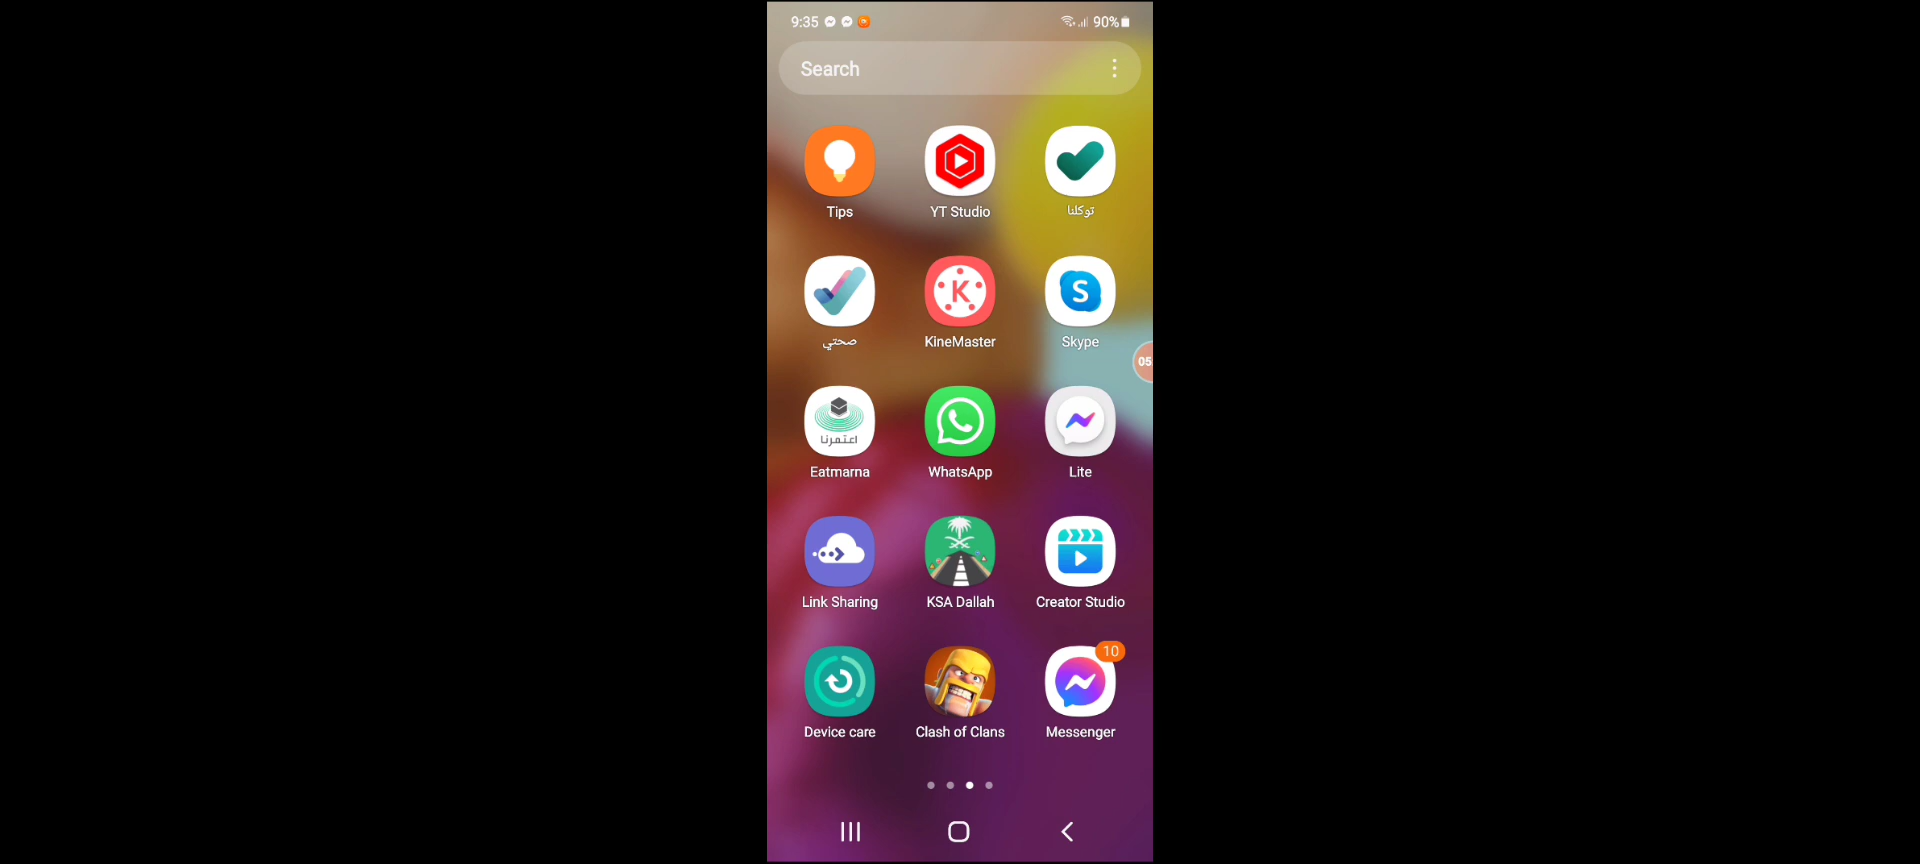 9:35 90%
Search
Tips YT Studio توكلنا
صحتي KineMaster Skype
05
اعتمرنا
Eatmarna WhatsApp Lite
Link Sharing KSA Dallah Creator Studio
10
Device care Clash of Clans Messenger